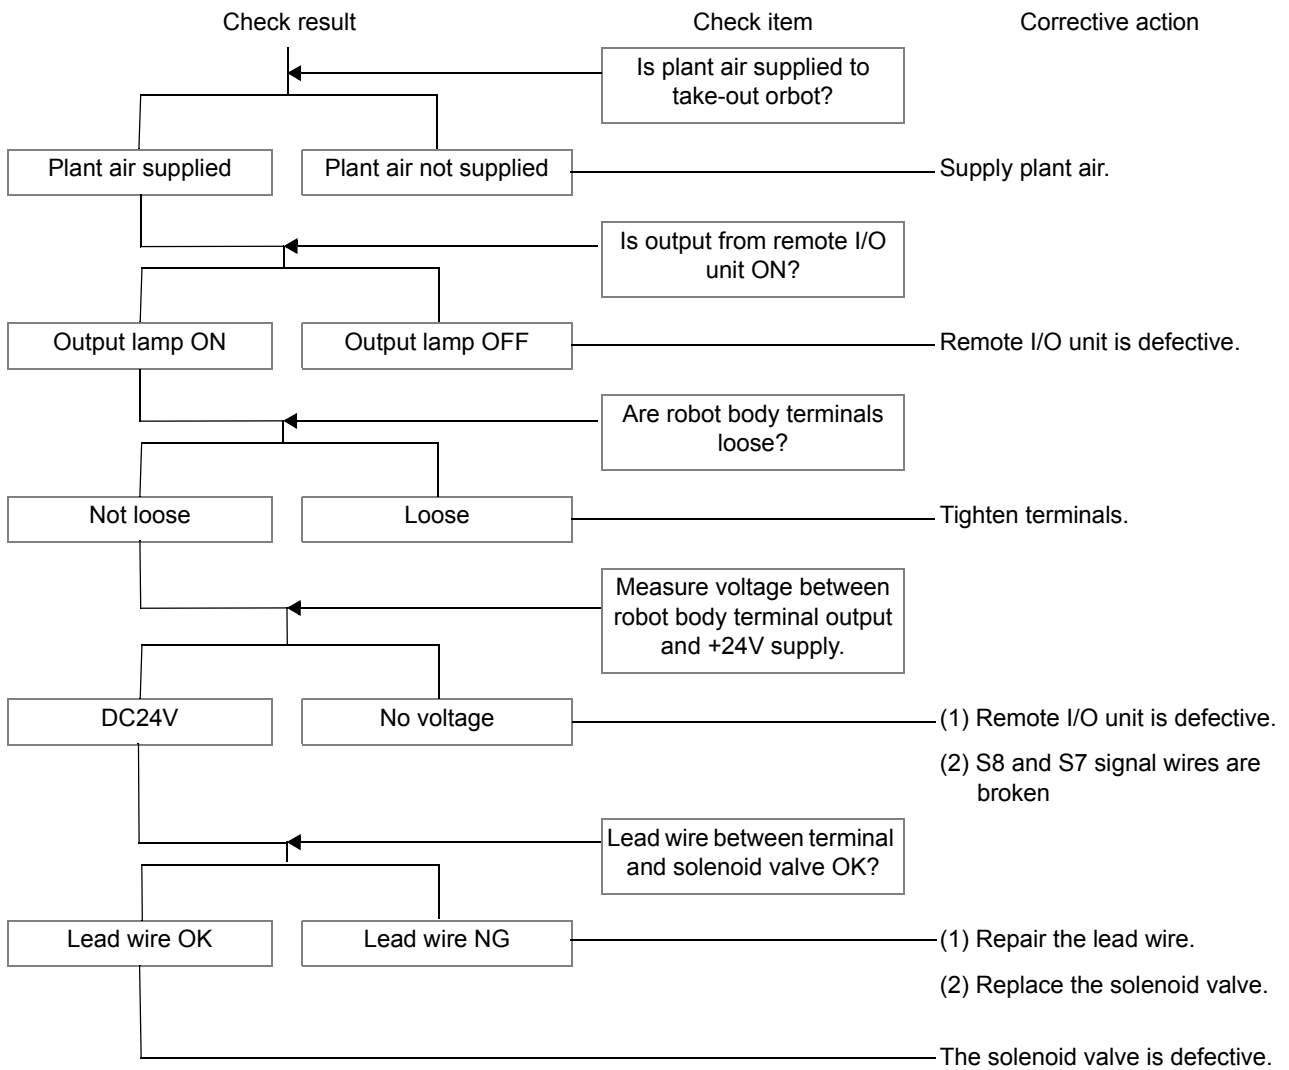 Check result
Check item
Corrective action
Is plant air supplied to
take-out orbot?
Plant air supplied
Plant air not supplied
Supply plant air.
Is output from remote I/O
unit ON?
Output lamp ON
Output lamp OFF
Remote I/O unit is defective.
Are robot body terminals
loose?
Not loose
Loose
Tighten terminals.
Measure voltage between
robot body terminal output
and +24V supply.
DC24V
No voltage
(1) Remote I/O unit is defective.
(2) S8 and S7 signal wires are
broken
Lead wire between terminal
and solenoid valve OK?
Lead wire OK
Lead wire NG
(1) Repair the lead wire.
(2) Replace the solenoid valve.
The solenoid valve is defective.